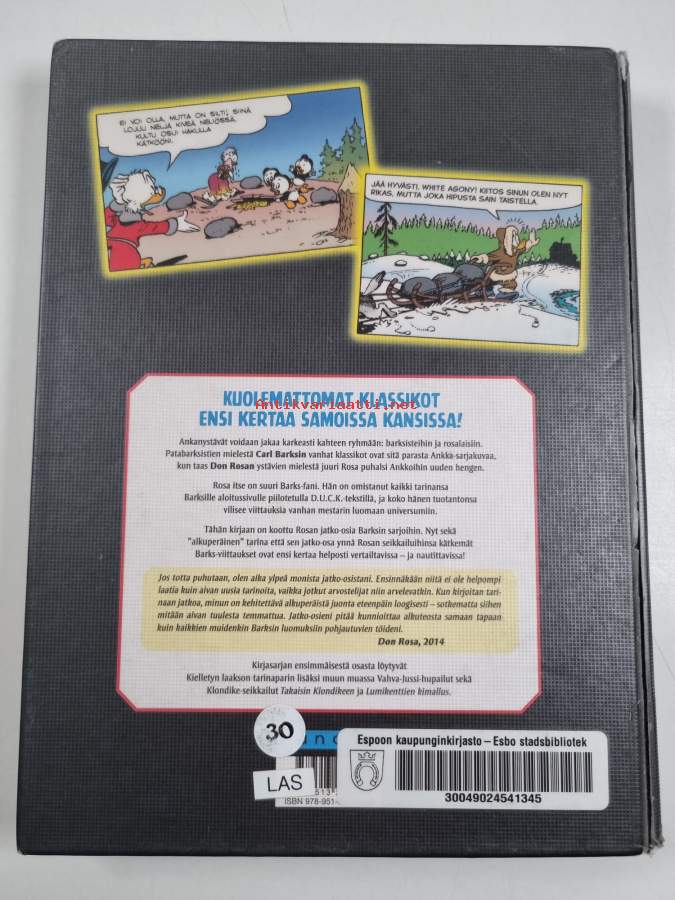 EI VOI OLLA, MUTTA ON SILTI; SIINÄ
LOJUU NELJÄ KIVEÄ NELIÖSSÄ.
KULTU OSUI HAKULLA
KÄTKÖÖNI.
JÄÄ HYVÄSTI, WHITE AGONY! KIITOS SINUN OLEN NYT
RIKAS, MUTTA JOKA HIPUSTA SAIN TAISTELLA.
KUOLEMATTOMAT KLASSIKOT
Antikvariaatti.net
ENSI KERTAA SAMOISSA KANSISSA!
Ankanystävät voidaan jakaa karkeasti kahteen ryhmään: barksisteihin ja rosalaisiin.
Patabarksistien mielestä Carl Barksin vanhat klassikot ovat sitä parasta Ankka-sarjakuvaa,
kun taas Don Rosan ystävien mielestä juuri Rosa puhalsi Ankkoihin uuden hengen.
Rosa itse on suuri Barks-fani. Hän on omistanut kaikki tarinansa
Barksille aloitussivulle piilotetulla D.U.C.K.-tekstillä, ja koko hänen tuotantonsa
vilisee viittauksia vanhan mestarin luomaan universumiin.
Tähän kirjaan on koottu Rosan jatko-osia Barksin sarjoihin. Nyt sekä
"alkuperäinen" tarina että sen jatko-osa ynnä Rosan seikkailuihinsa kätkemät
Barks-viittaukset ovat ensi kertaa helposti vertailtavissa – ja nautittavissa!
Jos totta puhutaan, olen aika ylpeä monista jatko-osistani. Ensinnäkään niitä ei ole helpompi
laatia kuin aivan uusia tarinoita, vaikka jotkut arvostelijat niin arvelevatkin. Kun kirjoitan tari-
naan jatkoa, minun on kehitettävä alkuperäistä juonta eteenpäin loogisesti – sotkematta siihen
mitään aivan tuulesta temmattua. Jatko-osieni pitää kunnioittaa alkuteosta samaan tapaan
kuin kaikkien muidenkin Barksin luomuksiin pohjautuvien töideni.
Don Rosa, 2014
Kirjasarjan ensimmäisestä osasta löytyvät
Kielletyn laakson tarinaparin lisäksi muun muassa Vahva-Jussi-hupailut sekä
Klondike-seikkailut Takaisin Klondikeen ja Lumikenttien kimallus.
30
LAS
ISBN 978-951-
Espoon kaupunginkirjasto – Esbo stadsbibliotek
30049024541345